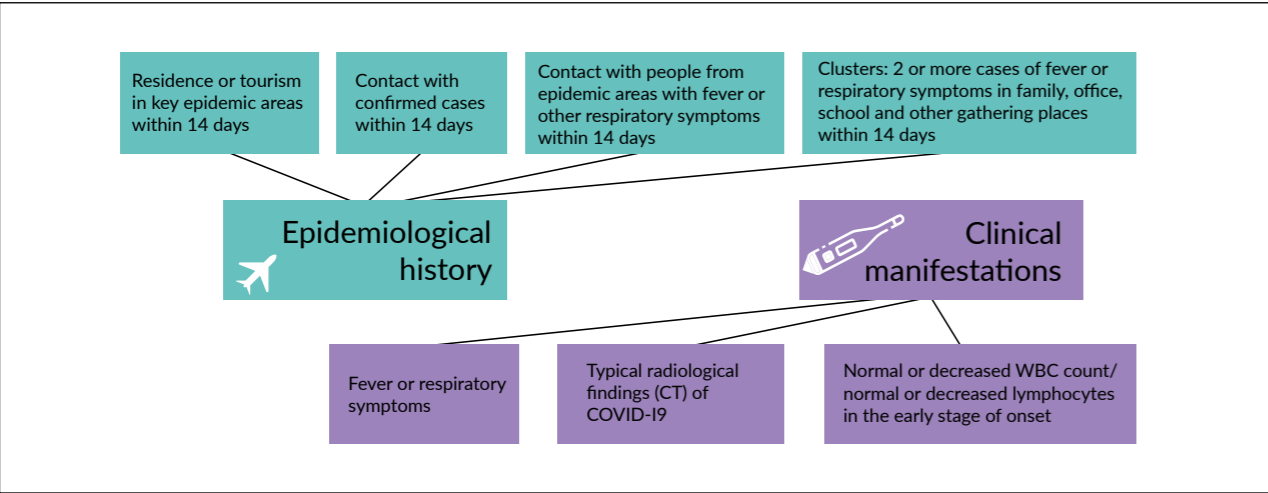 Residence or tourism
in key epidemic areas
within 14 days
Contact with
confirmed cases
within 14 days
Contact with people from
epidemic areas with fever or
other respiratory symptoms
within 14 days
Clusters: 2 or more cases of fever or
respiratory symptoms in family, office,
school and other gathering places
within 14 days
Epidemiological
history
Clinical
manifestations
Fever or respiratory
symptoms
Typical radiological
findings (CT) of
COVID-I9
Normal or decreased WBC count/
normal or decreased lymphocytes
in the early stage of onset